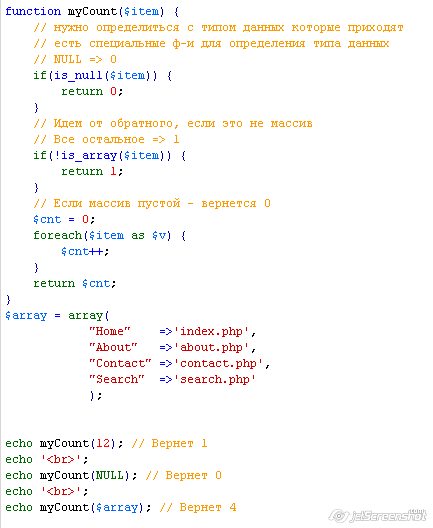 function myCount($item) {
    // нужно определиться с типом данных которые приходят
    // есть специальные ф-и для определения типа данных
    // NULL => 0
    if(is_null($item)) {
        return 0;
    }
    // Идем от обратного, если это не массив
    // Все остальное => 1
    if(!is_array($item)) {
        return 1;
    }
    // Если массив пустой - вернется 0
    $cnt = 0;
    foreach($item as $v) {
        $cnt++;
    }
    return $cnt;
}
$array = array(
            "Home"    =>'index.php',
            "About"   =>'about.php',
            "Contact" =>'contact.php',
            "Search"  =>'search.php'
            );
echo myCount(12); // Вернет 1
echo '<br>';
echo myCount(NULL); // Вернет 0
echo '<br>';
echo myCount($array); // Вернет 4
jetScreenshot